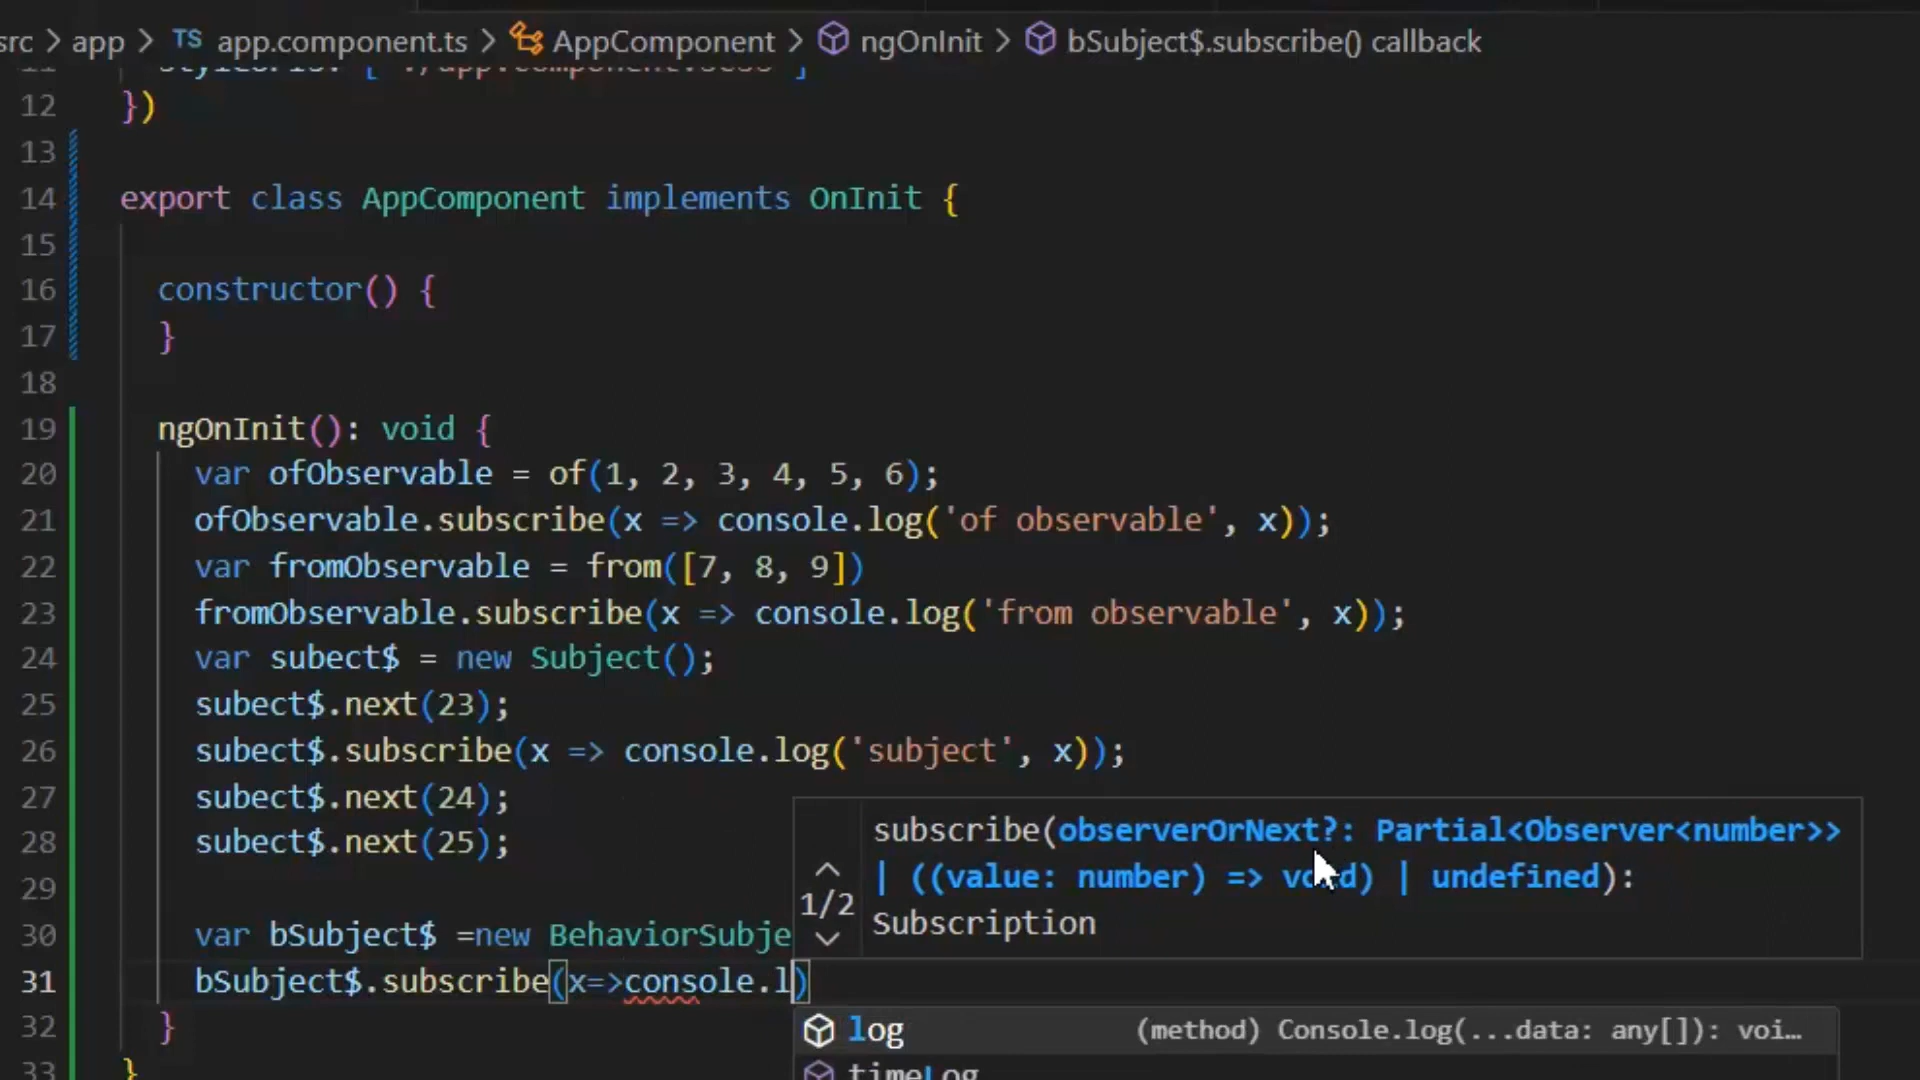 src > app > TS app.component.ts > AppComponent > ngOnInit > bSubject$.subscribe() callback
12 })
13
14 export class AppComponent implements OnInit {
15
16 constructor() {
17 }
18
19 ngOnInit(): void {
20 var ofObservable = of(1, 2, 3, 4, 5, 6);
21 ofObservable.subscribe(x => console.log('of observable', x));
22 var fromObservable = from([7, 8, 9])
23 fromObservable.subscribe(x => console.log('from observable', x));
24 var subect$ = new Subject();
25 subect$.next(23);
26 subect$.subscribe(x => console.log('subject', x));
27 subect$.next(24);
28 subect$.next(25);
subscribe(observerOrNext?: Partial<Observer<number>>
| ((value: number) => void) | undefined):
1/2
Subscription
29
30 var bSubject$ =new BehaviorSubje
31 bSubject$.subscribe(x=>console.l)
32 }
log (method) Console.log(...data: any[]): voi...
33 }
timeLog